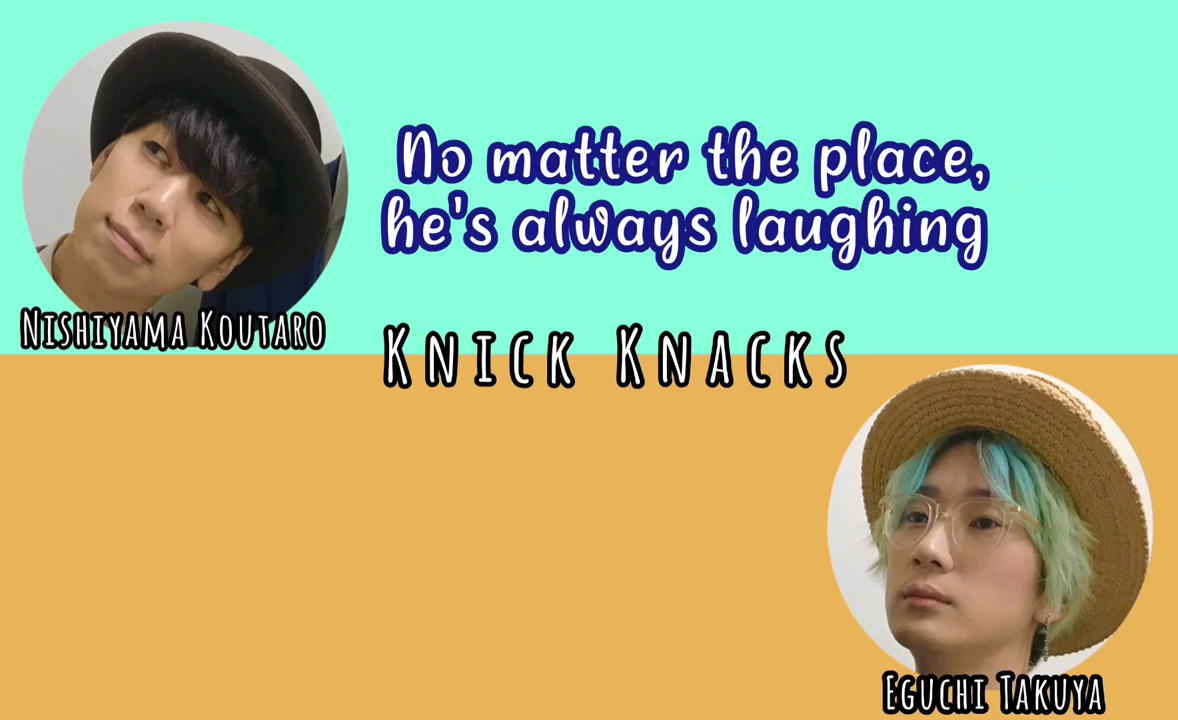 No matter the place,
he's always laughing
Nishiyama Koutaro
Knick Knacks
Eguchi Takuya